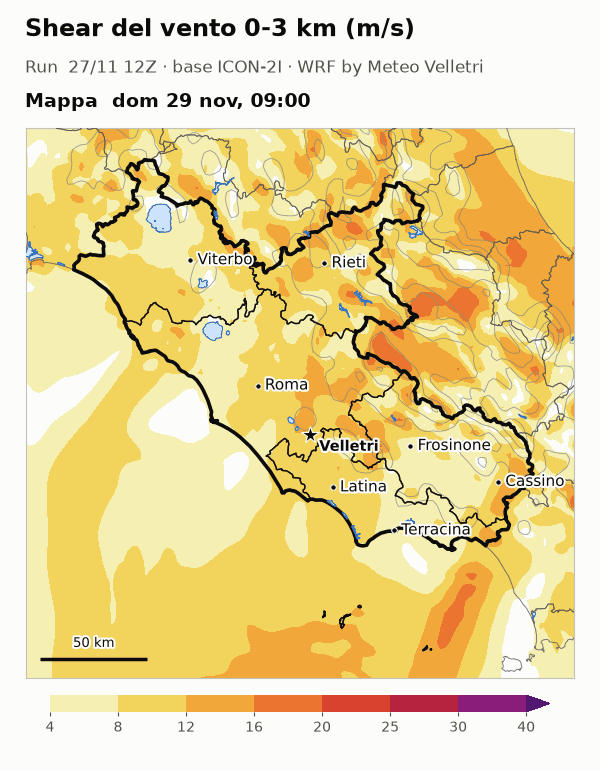 Shear del vento 0-3 km (m/s)
Run  27/11 12Z · base ICON-2I · WRF by Meteo Velletri
Mappa  dom 29 nov, 09:00
Viterbo
Rieti
Roma
Velletri
Frosinone
Cassino
Latina
Terracina
50 km
4 8 12 16 20 25 30 40